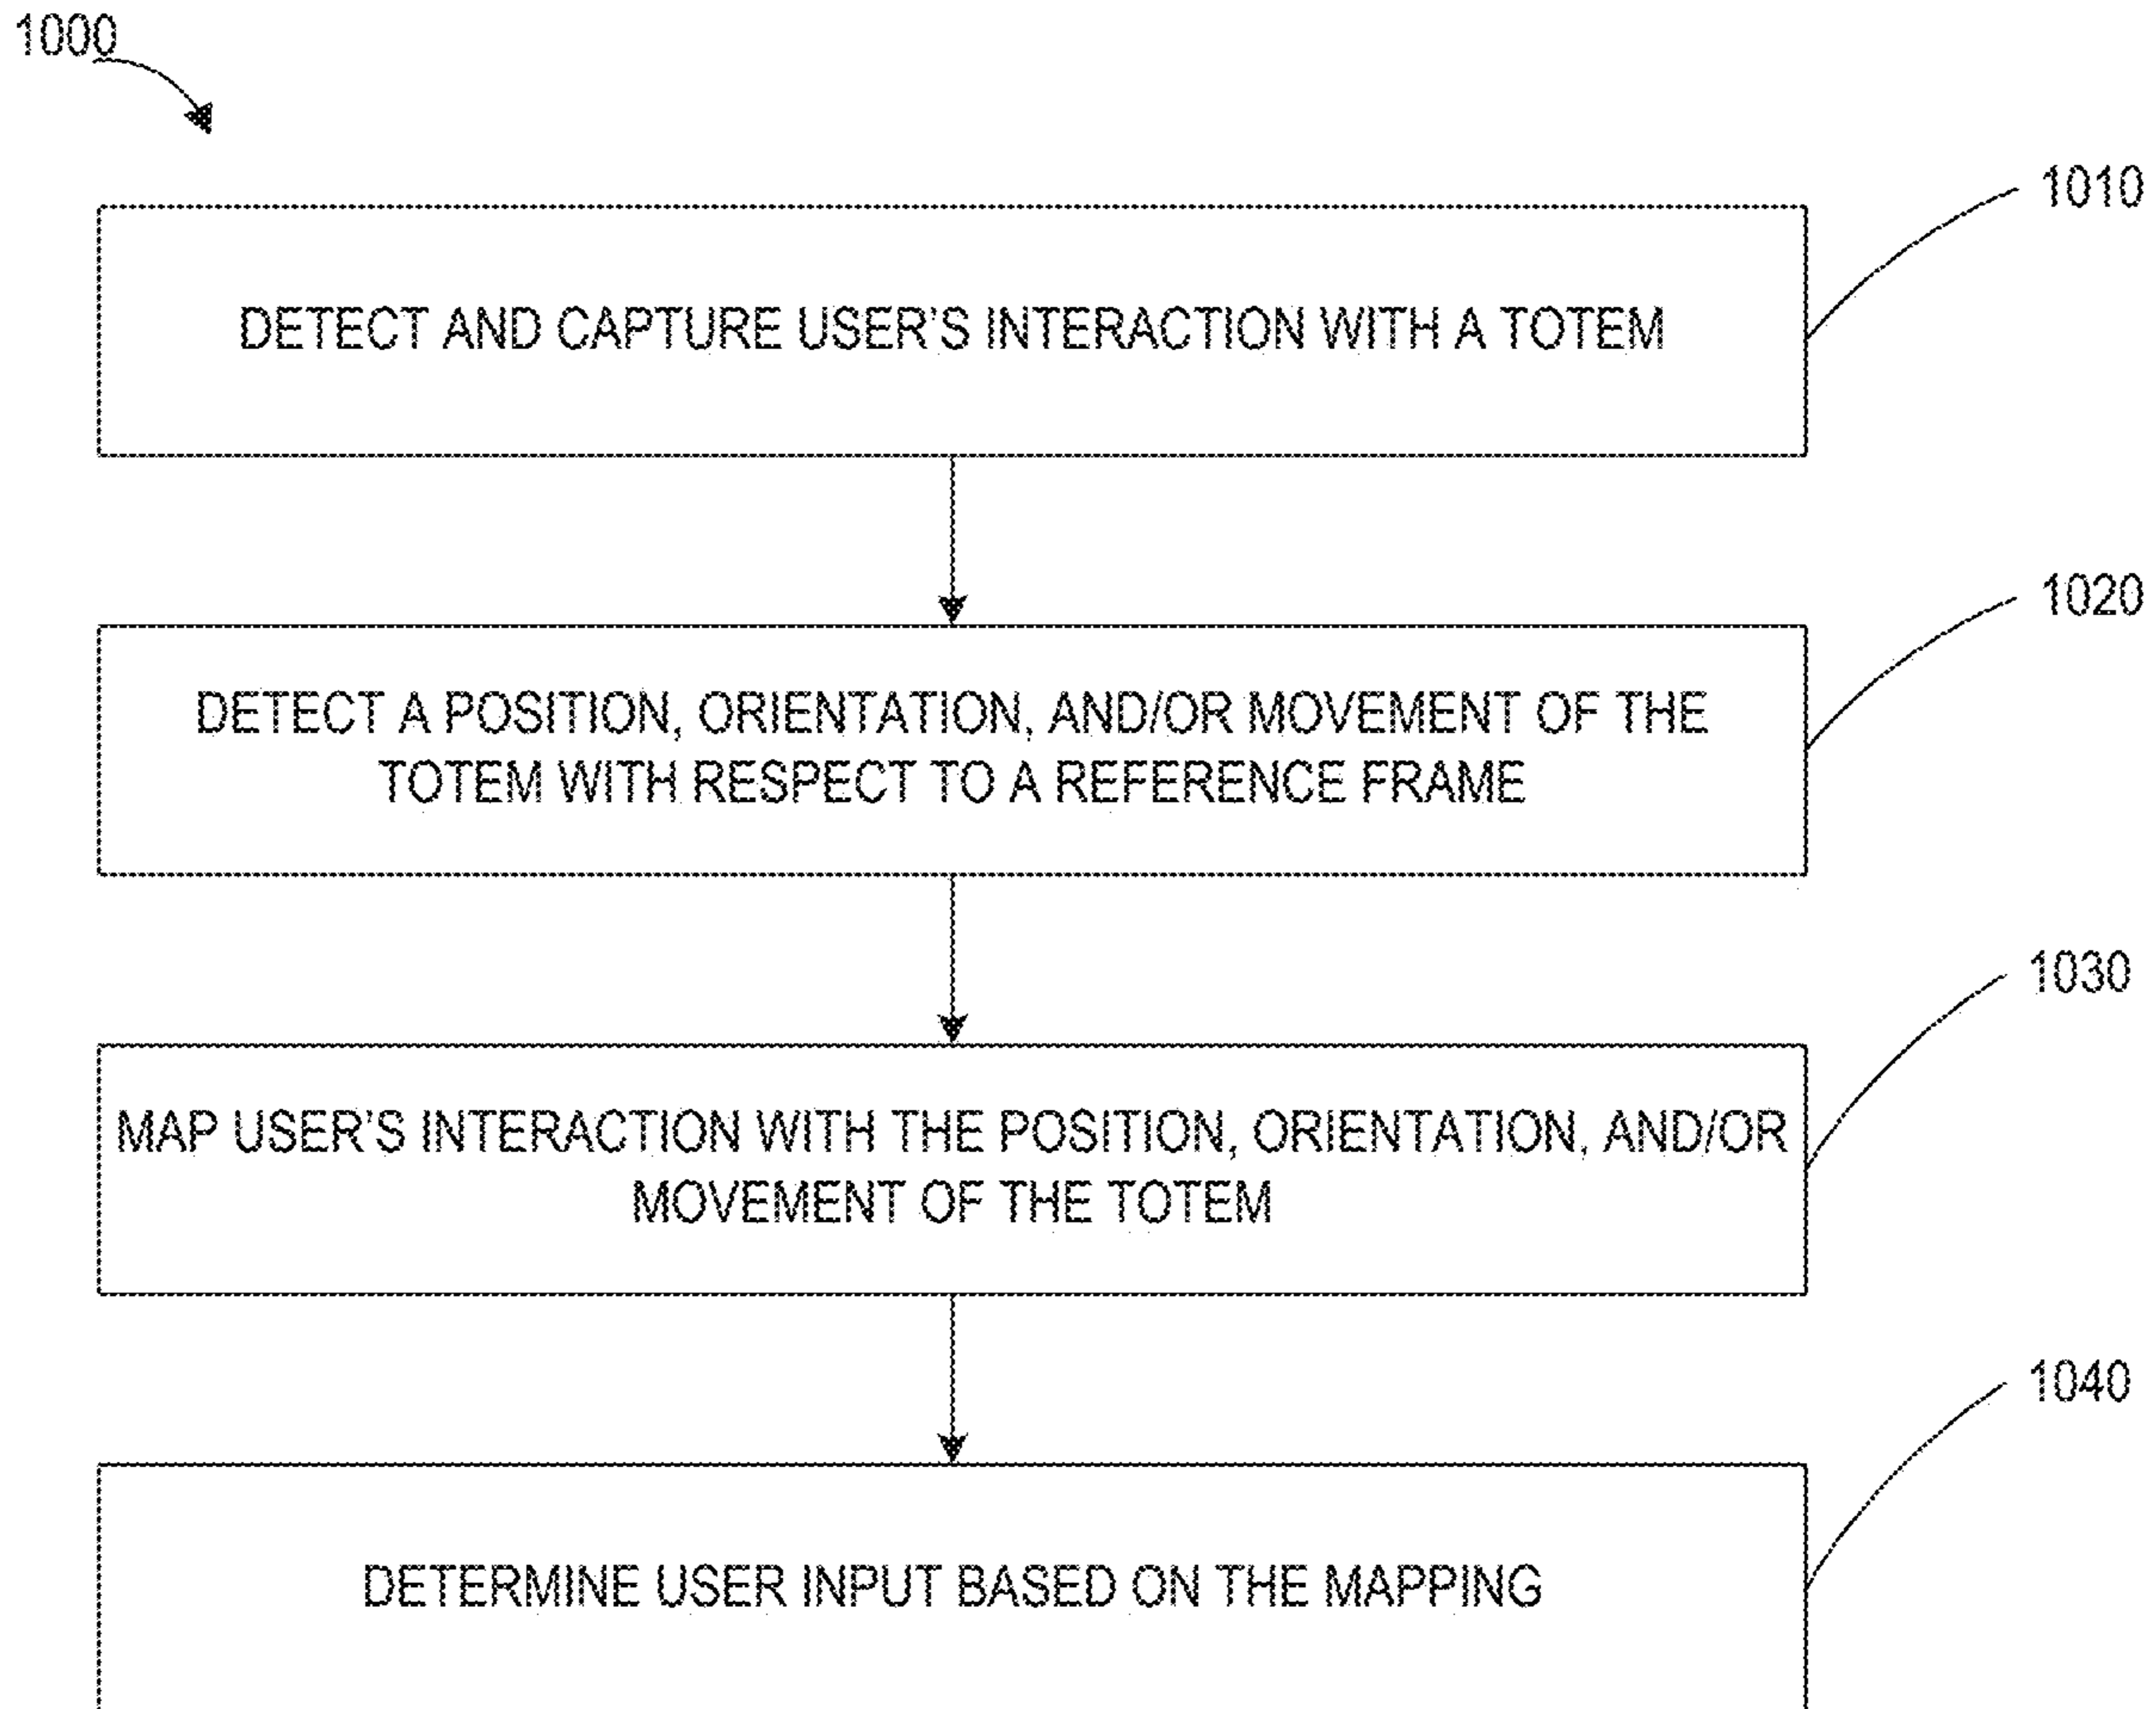 1000
1010
DETECT AND CAPTURE USER'S INTERACTION WITH A TOTEM
1020
DETECT A POSITION, ORIENTATION, AND/OR MOVEMENT OF THE
TOTEM WITH RESPECT TO A REFERENCE FRAME
1030
MAP USER'S INTERACTION WITH THE POSITION, ORIENTATION, AND/OR
MOVEMENT OF THE TOTEM
1040
DETERMINE USER INPUT BASED ON THE MAPPING